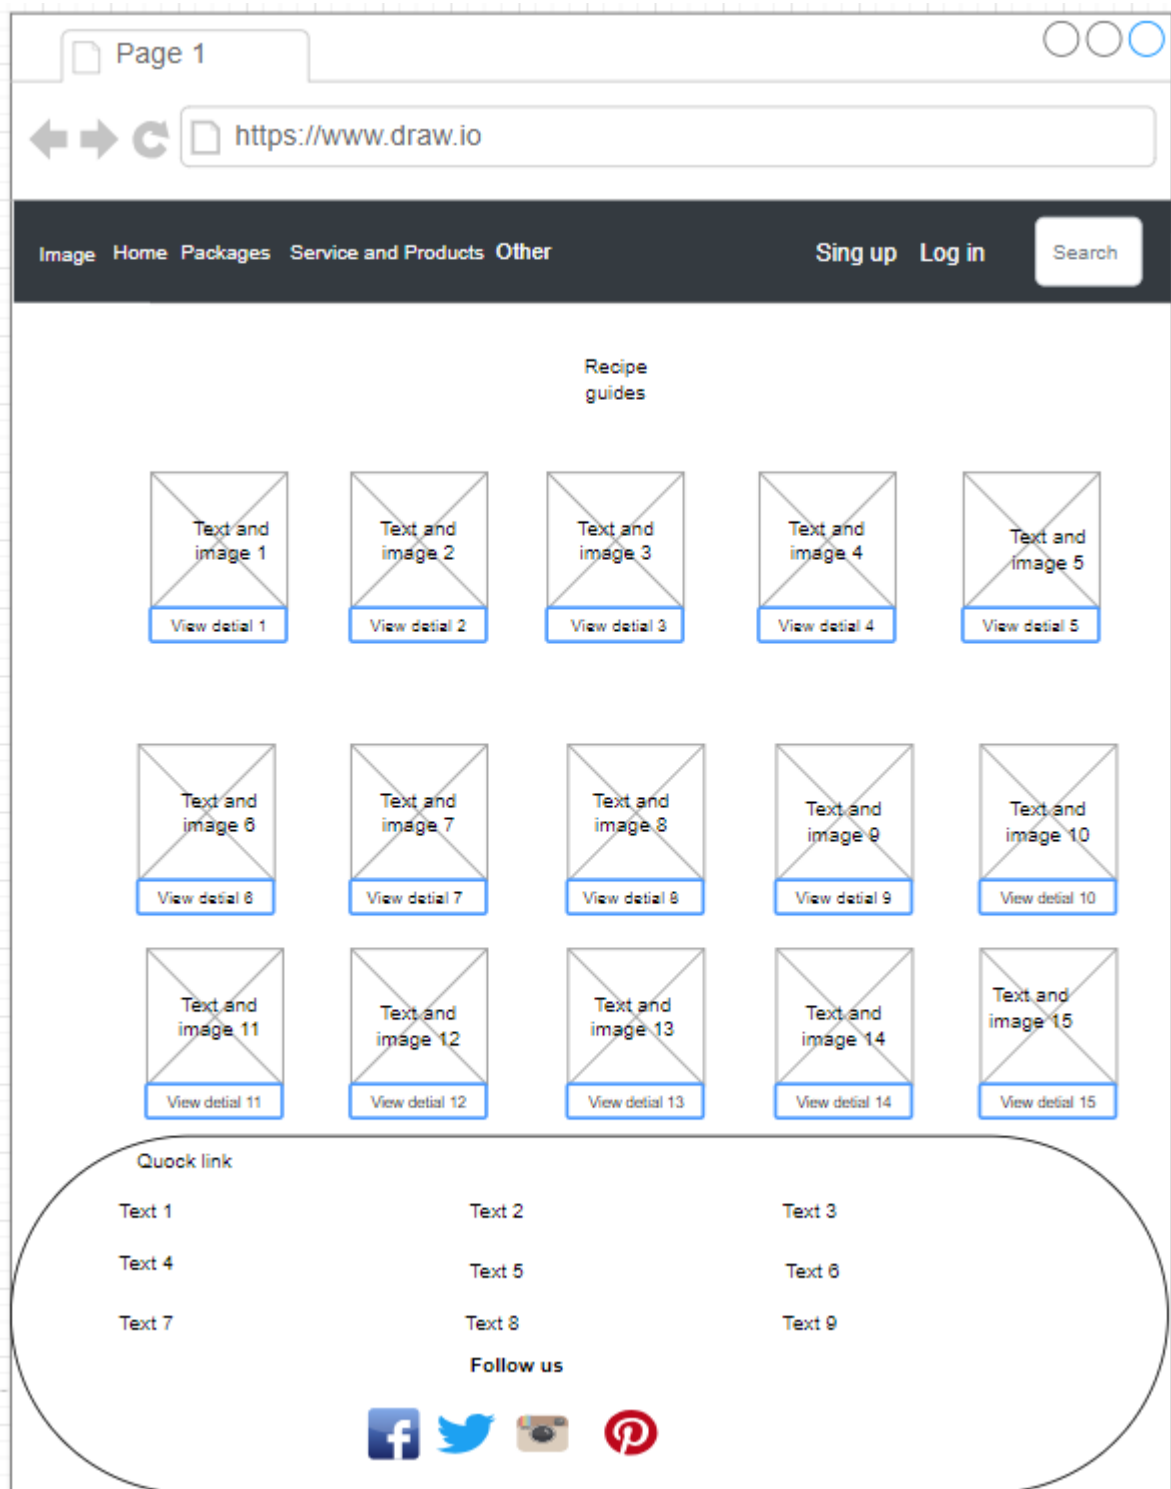 Page 1
https://www.draw.io
Image Home Packages Service and Products Other Sing up Log in Search
Recipe
guides
Text and
image 1
Text and
image 2
Text and
image 3
Text and
image 4
Text and
image 5
View detial 1
View detial 2
View detial 3
View detial 4
View detial 5
Text and
image 6
Text and
image 7
Text and
image 8
Text and
image 9
Text and
image 10
View detial 6
View detial 7
View detial 8
View detial 9
View detial 10
Text and
image 11
Text and
image 12
Text and
image 13
Text and
image 14
Text and
image 15
View detial 11
View detial 12
View detial 13
View detial 14
View detial 15
Quock link
Text 1
Text 2
Text 3
Text 4
Text 5
Text 6
Text 7
Text 8
Text 9
Follow us